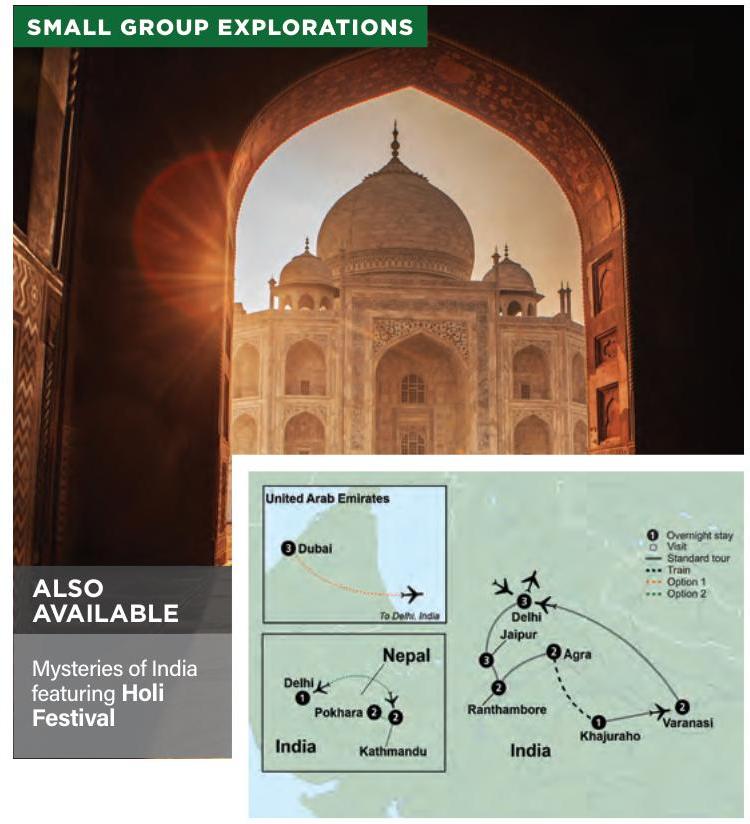 SMALL GROUP EXPLORATIONS
ALSO
AVAILABLE
Mysteries of India
featuring Holi
Festival
United Arab Emirates
3 Dubai
To Delhi, India
Nepal
Delhi
1
Pokhara 2
2
Kathmandu
India
1 Overnight stay
Visit
Standard tour
Train
Option 1
Option 2
3
Delhi
Jaipur
3
2 Agra
2
Ranthambore
1
Khajuraho
2
Varanasi
India